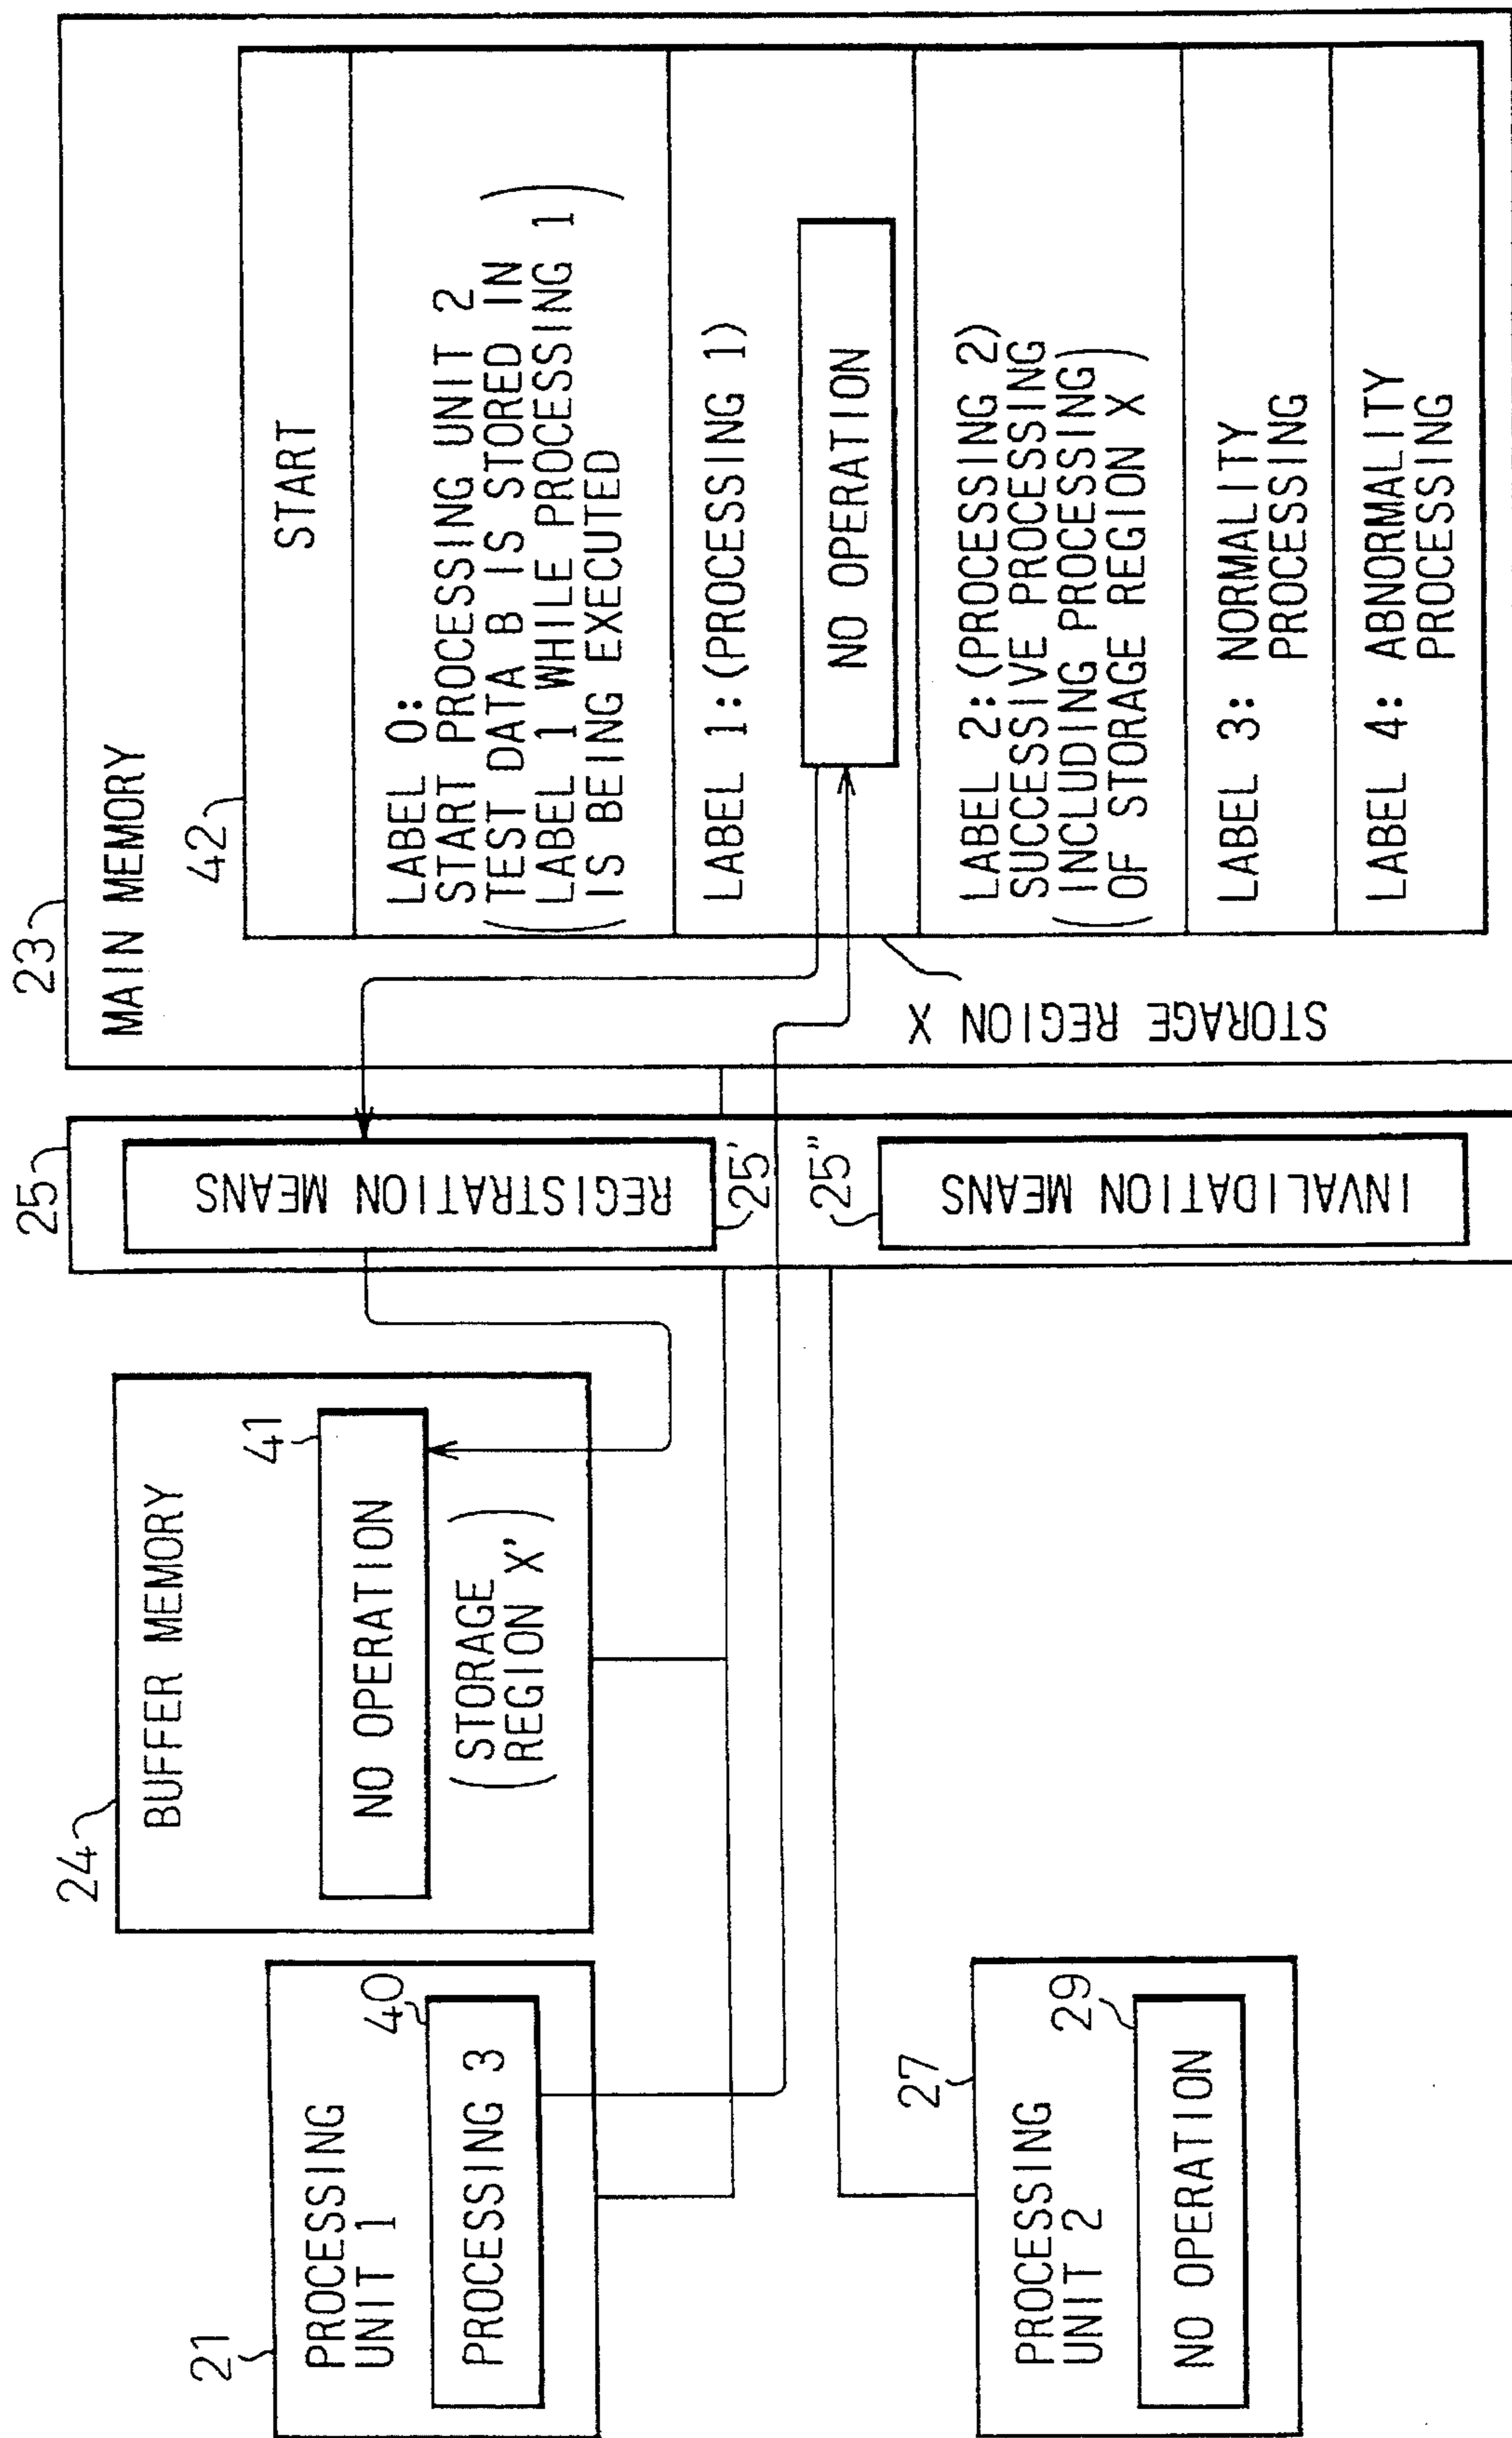 21
PROCESSING
UNIT 1
40
PROCESSING 3
27
PROCESSING
UNIT 2
29
NO OPERATION
24
BUFFER MEMORY
41
NO OPERATION
(STORAGE
REGION X')
25
REGISTRATION MEANS
25'
25"
INVALIDATION MEANS
23
MAIN MEMORY
42
START
LABEL 0:
START PROCESSING UNIT 2
(TEST DATA B IS STORED IN
LABEL 1 WHILE PROCESSING 1
IS BEING EXECUTED)
LABEL 1:(PROCESSING 1)
NO OPERATION
LABEL 2:(PROCESSING 2)
SUCCESSIVE PROCESSING
(INCLUDING PROCESSING
OF STORAGE REGION X)
LABEL 3: NORMALITY
PROCESSING
LABEL 4: ABNORMALITY
PROCESSING
STORAGE REGION X